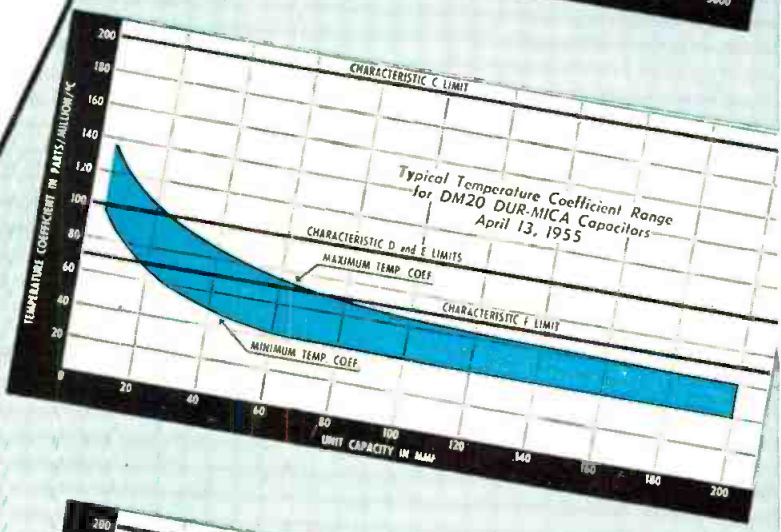 5000
200
180
160
140
120
100
80
60
40
20
0
TEMPERATURE COEFFICIENT IN PARTS/MILLION/°C
CHARACTERISTIC C LIMIT
Typical Temperature Coefficient Range
for DM20 DUR-MICA Capacitors
April 13, 1955
CHARACTERISTIC D and E LIMITS
MAXIMUM TEMP. COEF
CHARACTERISTIC F LIMIT
MINIMUM TEMP. COEF
20
40
60
80
100
120
140
160
180
200
UNIT CAPACITY IN MMF
200